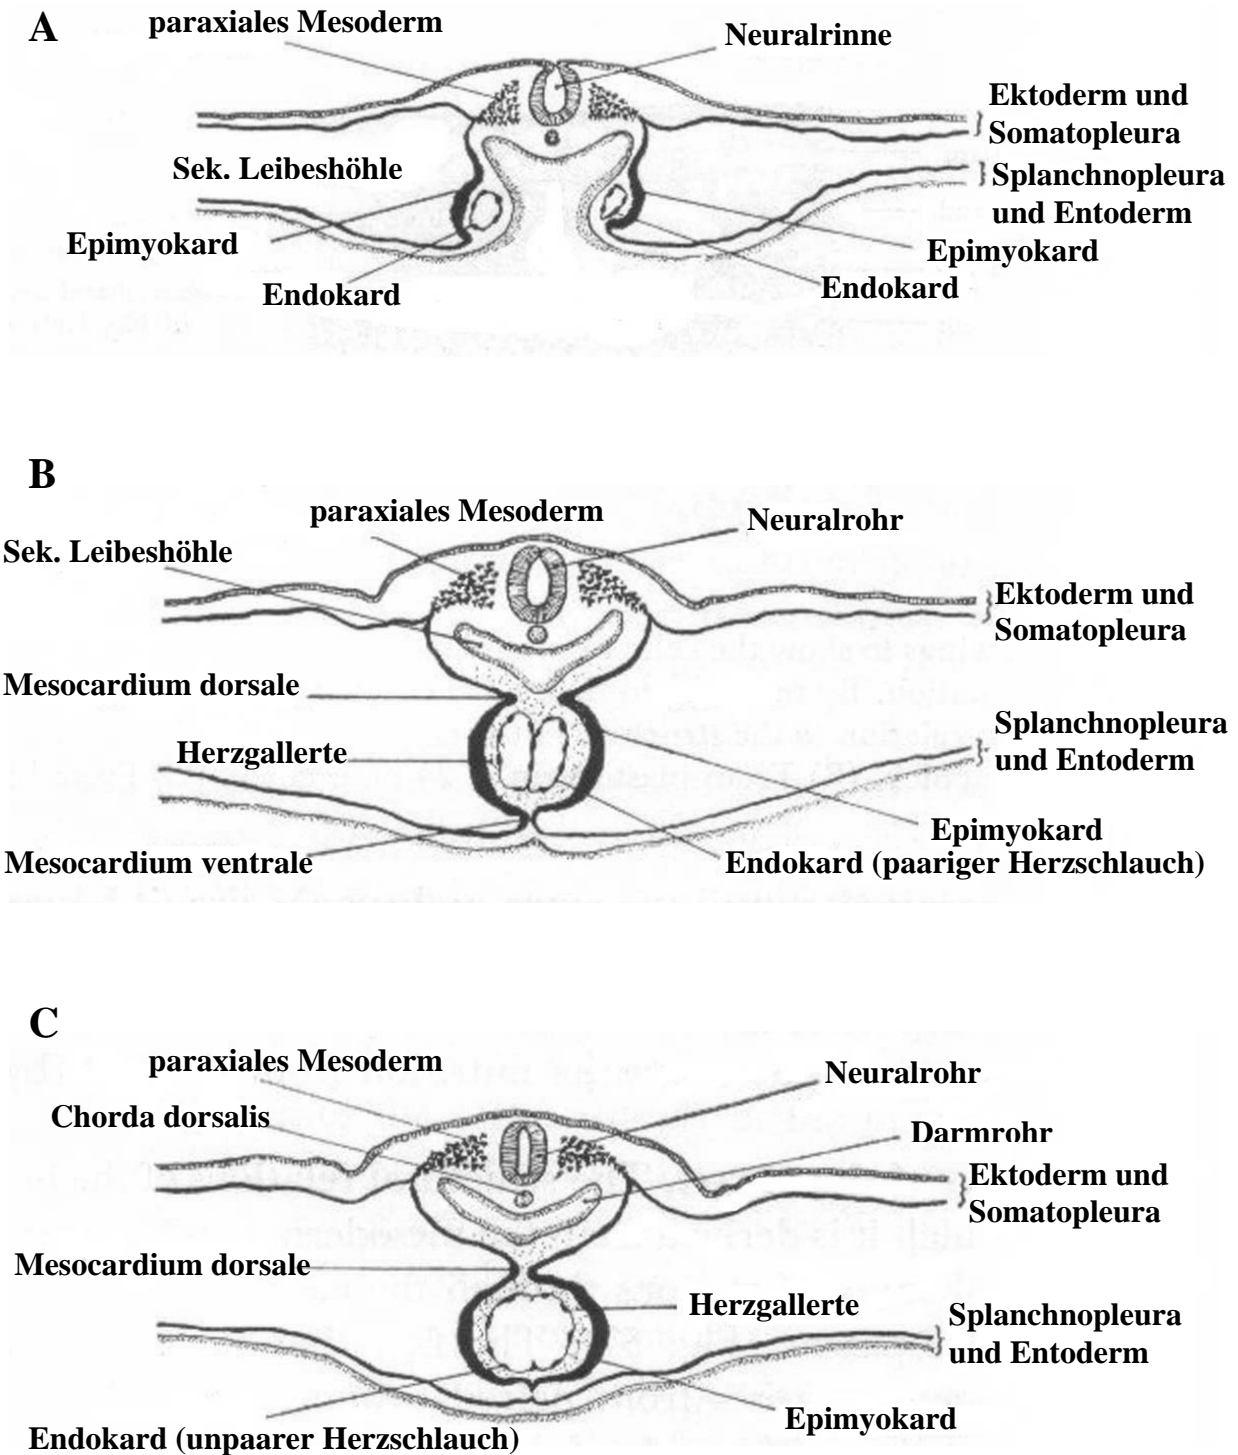 A
paraxiales Mesoderm
Neuralrinne
Ektoderm und
Somatopleura
Sek. Leibeshöhle
Splanchnopleura
und Entoderm
Epimyokard
Epimyokard
Endokard
Endokard
B
paraxiales Mesoderm
Neuralrohr
Sek. Leibeshöhle
Ektoderm und
Somatopleura
Mesocardium dorsale
Splanchnopleura
und Entoderm
Herzgallerte
Epimyokard
Mesocardium ventrale
Endokard (paariger Herzschlauch)
C
paraxiales Mesoderm
Neuralrohr
Chorda dorsalis
Darmrohr
Ektoderm und
Somatopleura
Mesocardium dorsale
Herzgallerte
Splanchnopleura
und Entoderm
Epimyokard
Endokard (unpaarer Herzschlauch)